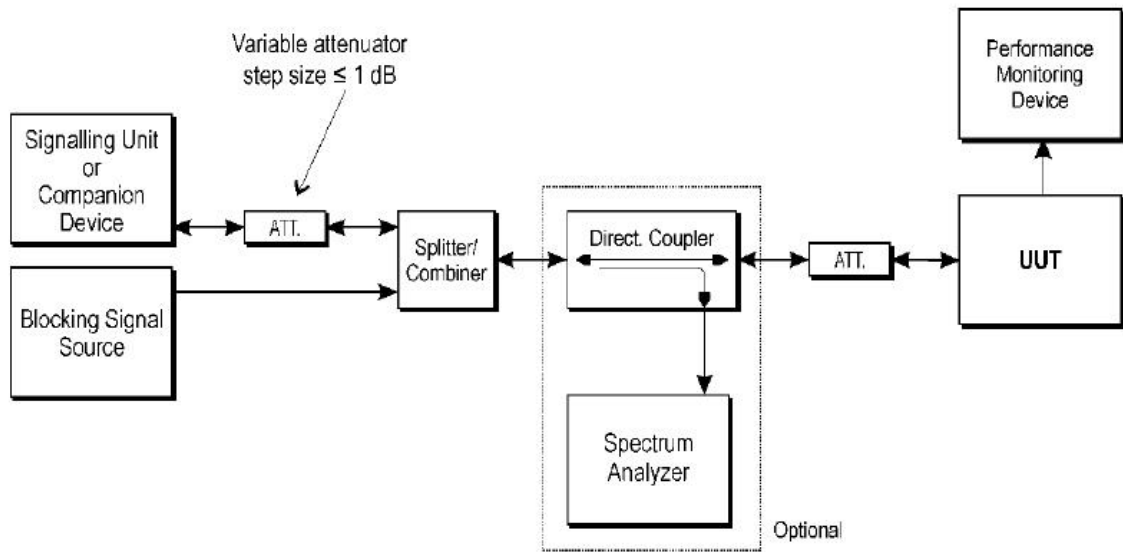 Variable attenuator
step size ≤ 1 dB
Performance
Monitoring
Device
Signalling Unit
or
Companion
Device
ATT.
Splitter/
Combiner
Direct. Coupler
ATT.
UUT
Blocking Signal
Source
Spectrum
Analyzer
Optional